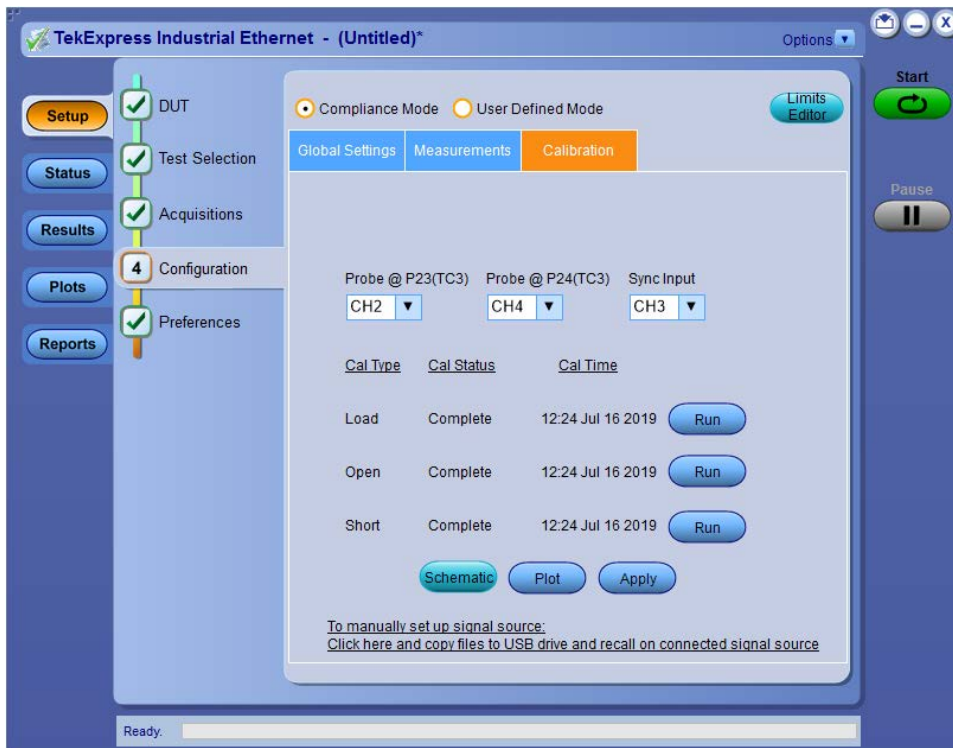 TekExpress Industrial Ethernet - (Untitled)*
Options
X
Start
Pause
Setup
Status
Results
Plots
Reports
DUT
Test Selection
Acquisitions
4 Configuration
Preferences
Compliance Mode User Defined Mode
Limits
Editor
Global Settings Measurements Calibration
Probe @ P23(TC3) Probe @ P24(TC3) Sync Input
CH2 CH4 CH3
Cal Type Cal Status Cal Time
Load Complete 12:24 Jul 16 2019 Run
Open Complete 12:24 Jul 16 2019 Run
Short Complete 12:24 Jul 16 2019 Run
Schematic Plot Apply
To manually set up signal source:
Click here and copy files to USB drive and recall on connected signal source
Ready.